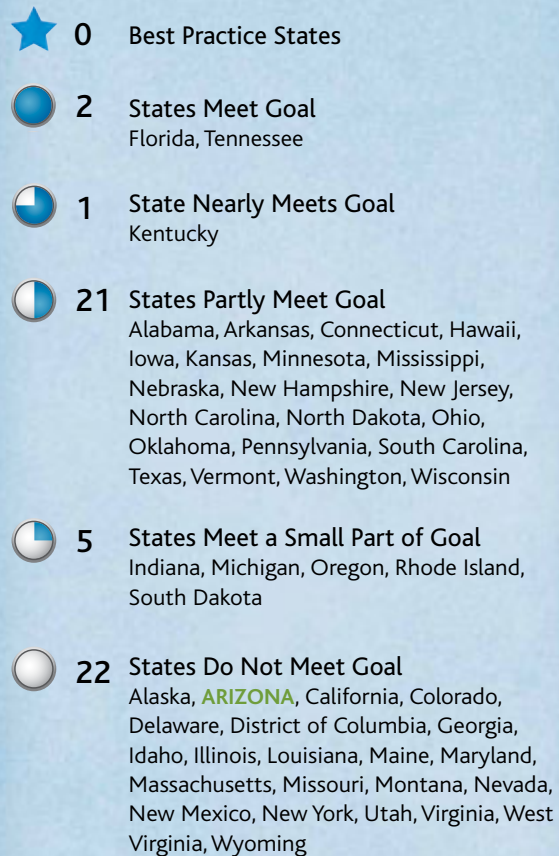 0 Best Practice States
2 States Meet Goal
Florida, Tennessee
1 State Nearly Meets Goal
Kentucky
21 States Partly Meet Goal
Alabama, Arkansas, Connecticut, Hawaii,
Iowa, Kansas, Minnesota, Mississippi,
Nebraska, New Hampshire, New Jersey,
North Carolina, North Dakota, Ohio,
Oklahoma, Pennsylvania, South Carolina,
Texas, Vermont, Washington, Wisconsin
5 States Meet a Small Part of Goal
Indiana, Michigan, Oregon, Rhode Island,
South Dakota
22 States Do Not Meet Goal
Alaska, ARIZONA, California, Colorado,
Delaware, District of Columbia, Georgia,
Idaho, Illinois, Louisiana, Maine, Maryland,
Massachusetts, Missouri, Montana, Nevada,
New Mexico, New York, Utah, Virginia, West
Virginia, Wyoming